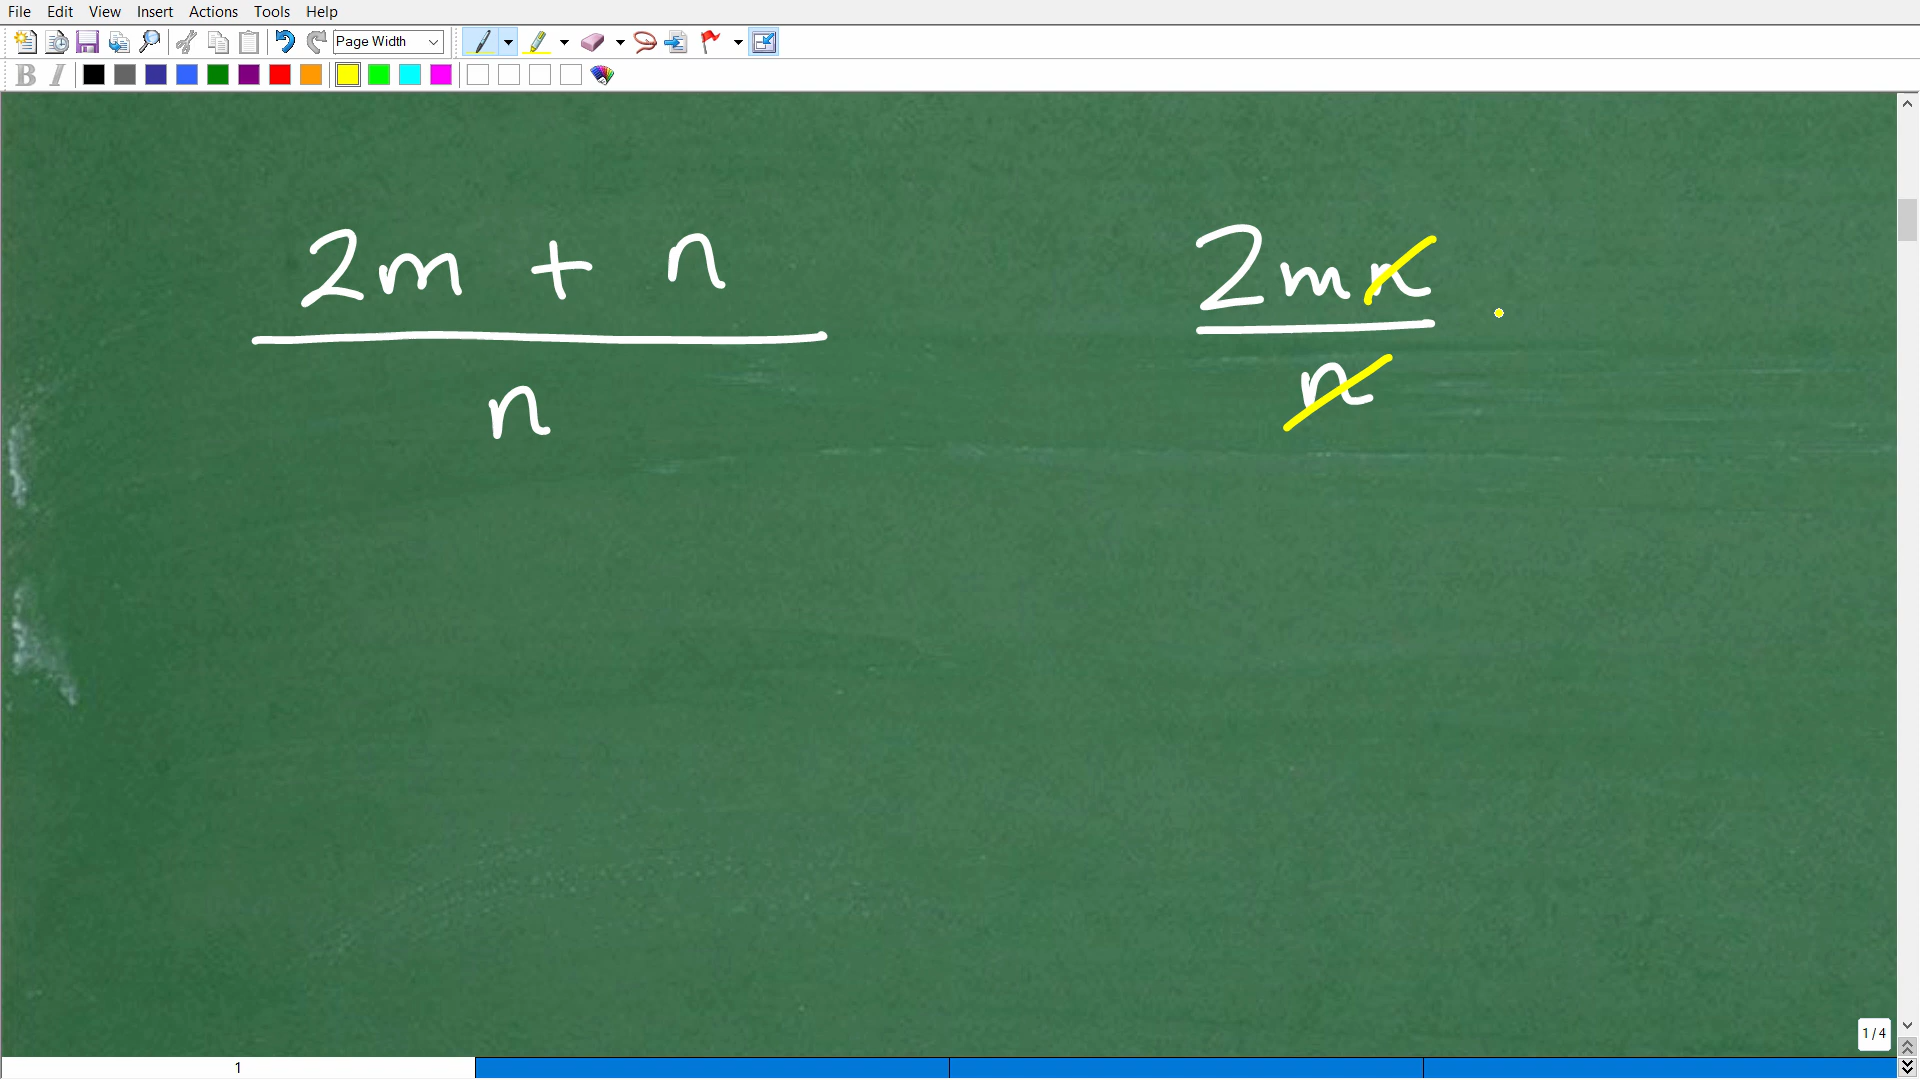 File Edit View Insert Actions Tools Help
Page Width
B I
2m + n
n
2mn
n
1 / 4
1